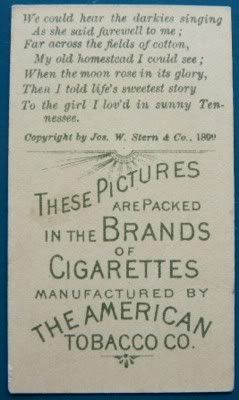 We could hear the darkies singing
As she said farewell to me;
Far across the fields of cotton,
My old homestead I could see;
When the moon rose in its glory,
Then I told life's sweetest story
To the girl I lov'd in sunny Ten-
nessee.
Copyright by Jos. W. Stern & Co., 1899
THESE PICTURES
ARE PACKED
IN THE BRANDS
OF
CIGARETTES
MANUFACTURED BY
THE AMERICAN
TOBACCO CO.